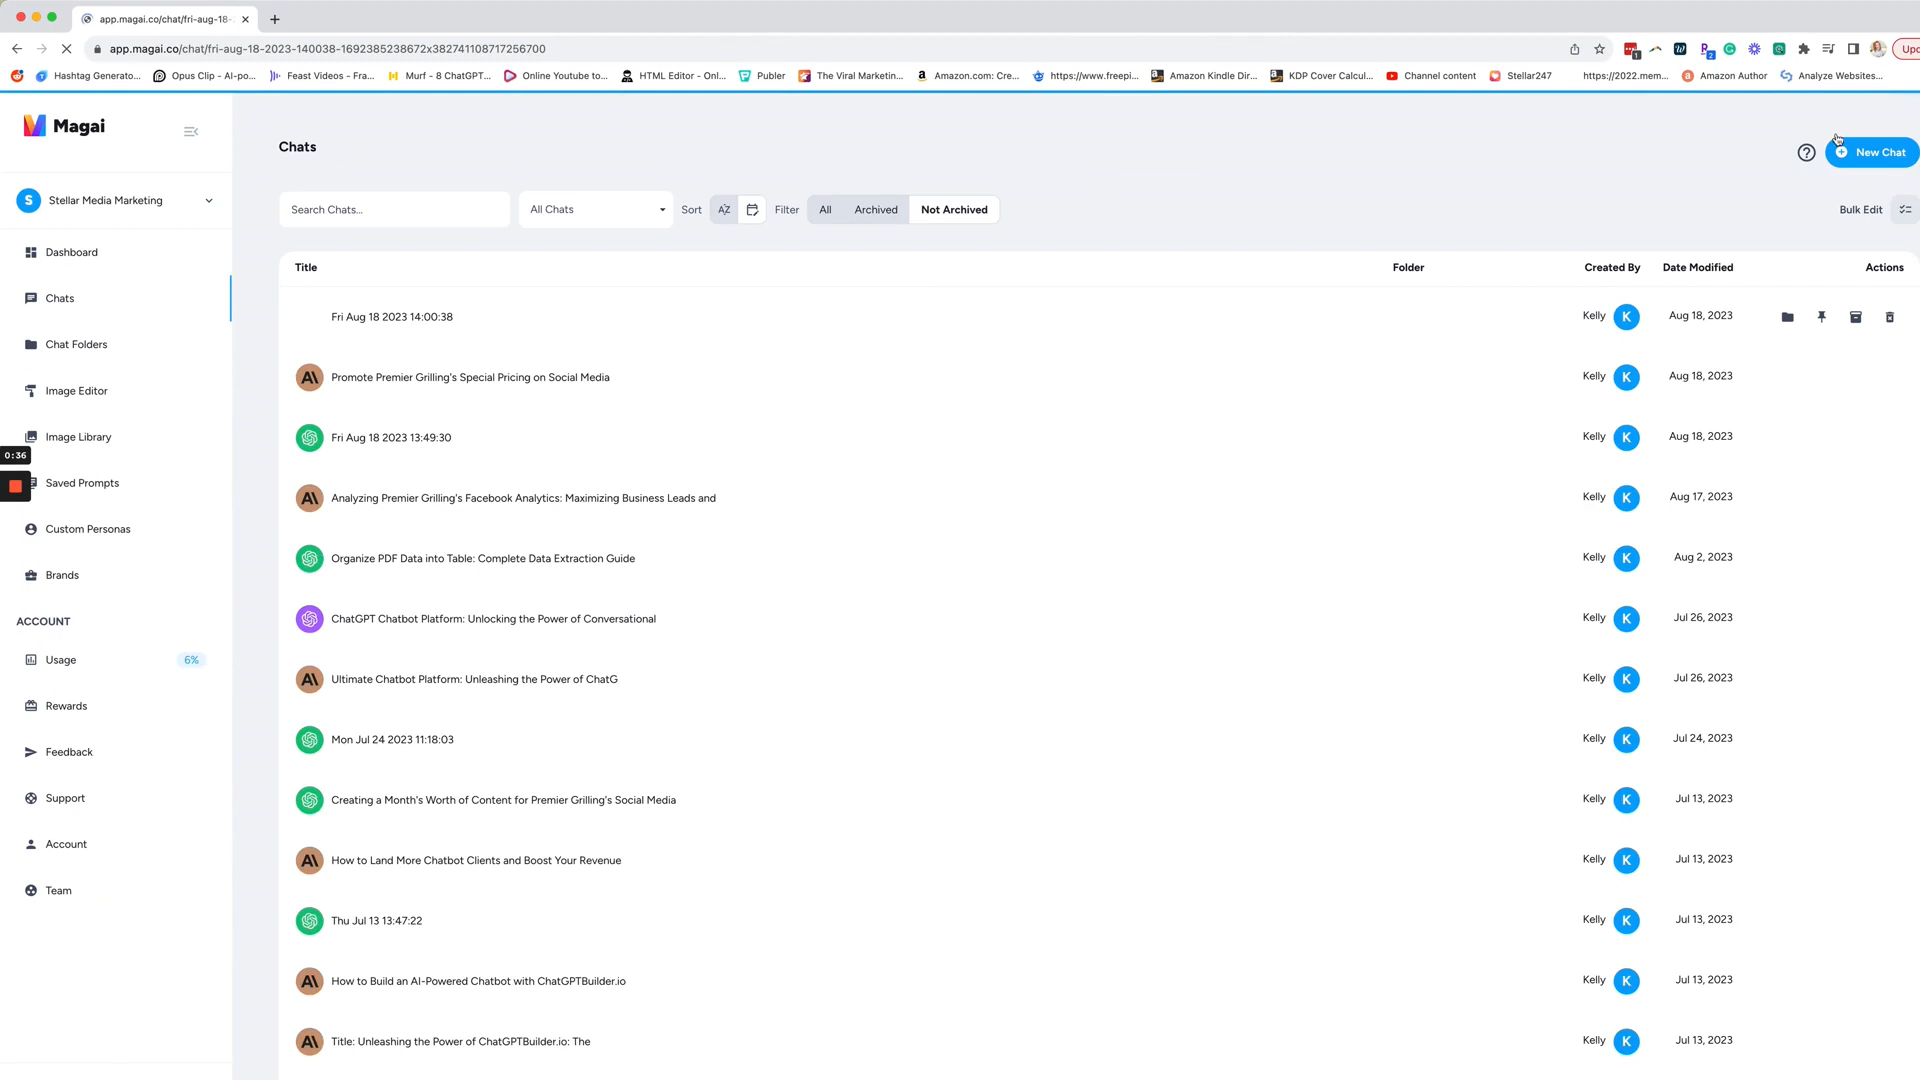 app.magai.co/chat/fri-aug-18-
app.magai.co/chat/fri-aug-18-2023-140038-1692385238672x382741108717256700
Hashtag Generato...
Opus Clip - AI-po...
Feast Videos - Fra...
Murf - 8 ChatGPT...
Online Youtube to...
HTML Editor - Onl...
Publer
The Viral Marketin...
Amazon.com: Cre...
https://www.freepi...
Amazon Kindle Dir...
KDP Cover Calcul...
Channel content
Stellar247
https://2022.mem...
Amazon Author
Analyze Websites...
Magai
Chats
New Chat
S Stellar Media Marketing
Search Chats...
All Chats
Sort
AZ
Filter
All
Archived
Not Archived
Bulk Edit
Dashboard
Chats
Chat Folders
Image Editor
Image Library
0:36
Saved Prompts
Custom Personas
Brands
ACCOUNT
Usage 6%
Rewards
Feedback
Support
Account
Team
Title Folder Created By Date Modified Actions
Fri Aug 18 2023 14:00:38 Kelly K Aug 18, 2023
Promote Premier Grilling's Special Pricing on Social Media Kelly K Aug 18, 2023
Fri Aug 18 2023 13:49:30 Kelly K Aug 18, 2023
Analyzing Premier Grilling's Facebook Analytics: Maximizing Business Leads and Kelly K Aug 17, 2023
Organize PDF Data into Table: Complete Data Extraction Guide Kelly K Aug 2, 2023
ChatGPT Chatbot Platform: Unlocking the Power of Conversational Kelly K Jul 26, 2023
Ultimate Chatbot Platform: Unleashing the Power of ChatG Kelly K Jul 26, 2023
Mon Jul 24 2023 11:18:03 Kelly K Jul 24, 2023
Creating a Month's Worth of Content for Premier Grilling's Social Media Kelly K Jul 13, 2023
How to Land More Chatbot Clients and Boost Your Revenue Kelly K Jul 13, 2023
Thu Jul 13 13:47:22 Kelly K Jul 13, 2023
How to Build an AI-Powered Chatbot with ChatGPTBuilder.io Kelly K Jul 13, 2023
Title: Unleashing the Power of ChatGPTBuilder.io: The Kelly K Jul 13, 2023